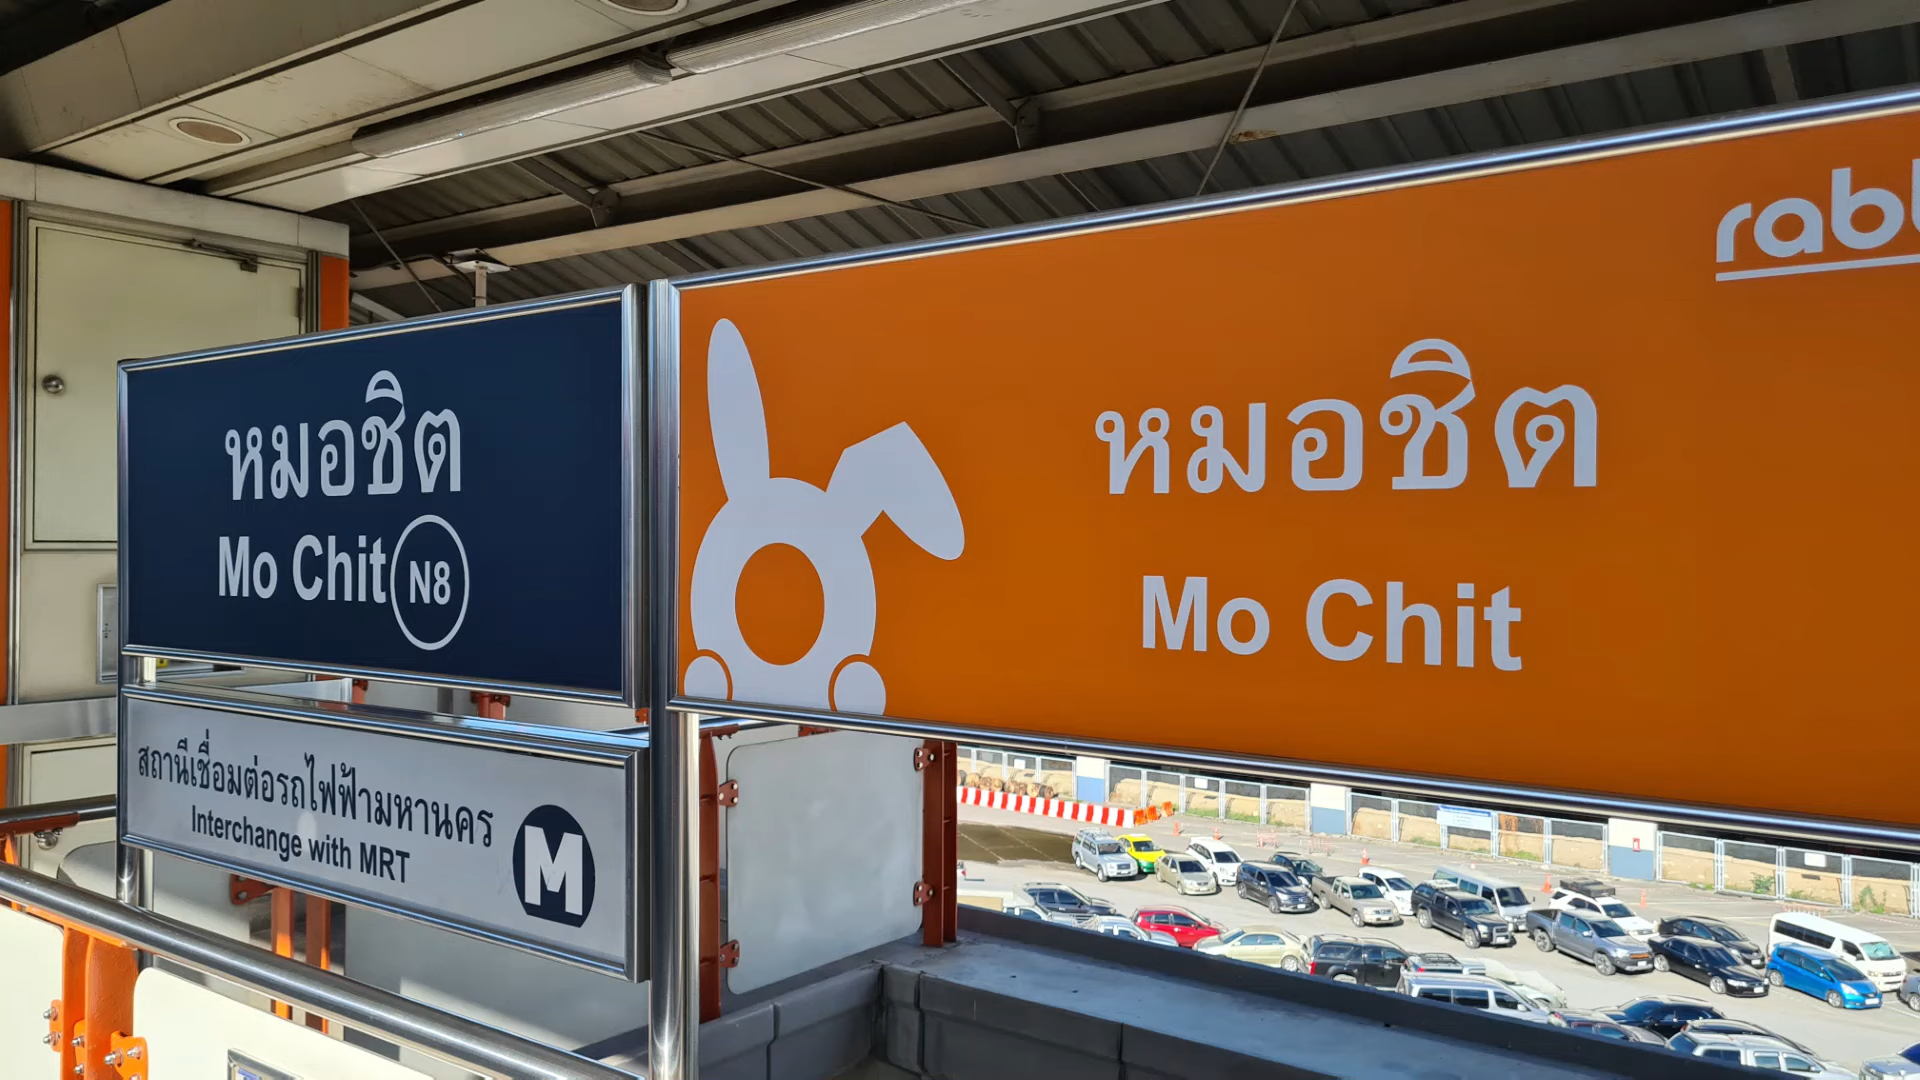 หมอชิต
Mo Chit N8
สถานีเชื่อมต่อรถไฟฟ้ามหานคร
Interchange with MRT
M
rab
หมอชิต
Mo Chit